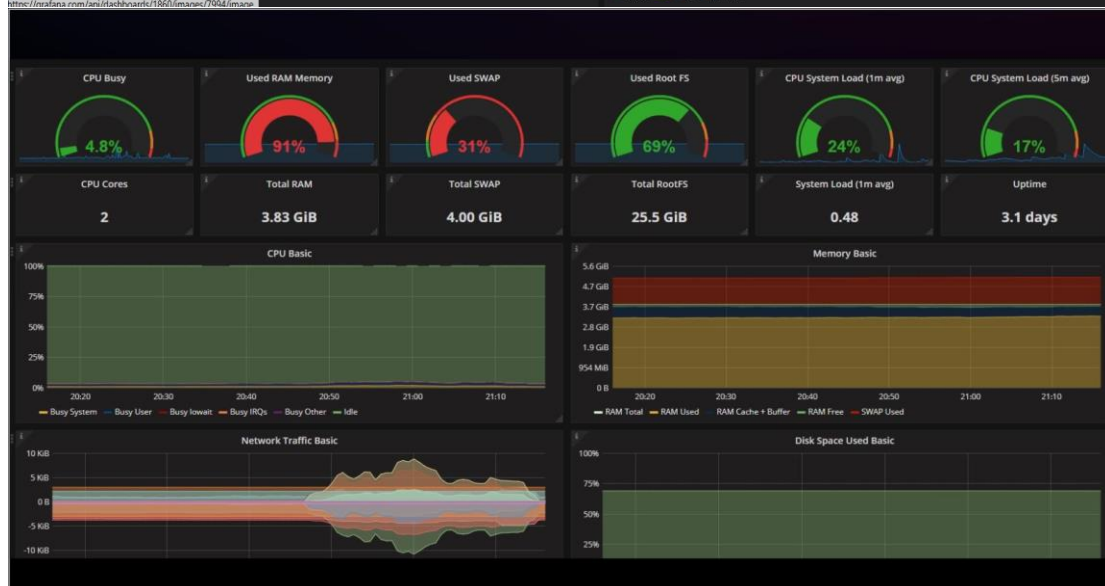 https://grafana.com/api/dashboards/1860/images/7994/image
CPU Busy
4.8%
Used RAM Memory
91%
Used SWAP
31%
Used Root FS
69%
CPU System Load (1m avg)
24%
CPU System Load (5m avg)
17%
CPU Cores
2
Total RAM
3.83 GiB
Total SWAP
4.00 GiB
Total RootFS
25.5 GiB
System Load (1m avg)
0.48
Uptime
3.1 days
CPU Basic
100%
75%
50%
25%
0%
20:20 20:30 20:40 20:50 21:00 21:10
Busy System Busy User Busy Iowait Busy IRQs Busy Other Idle
Memory Basic
5.6 GiB
4.7 GiB
3.7 GiB
2.8 GiB
1.9 GiB
954 MiB
0 B
20:20 20:30 20:40 20:50 21:00 21:10
RAM Total RAM Used RAM Cache + Buffer RAM Free SWAP Used
Network Traffic Basic
10 KiB
5 KiB
0 B
-5 KiB
-10 KiB
Disk Space Used Basic
100%
75%
50%
25%